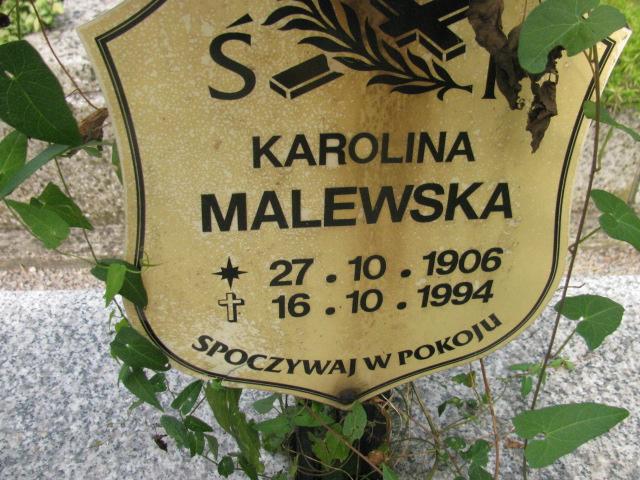 Ś
KAROLINA
MALEWSKA
27.10.1906
16.10.1994
SPOCZYWAJ W POKOJU